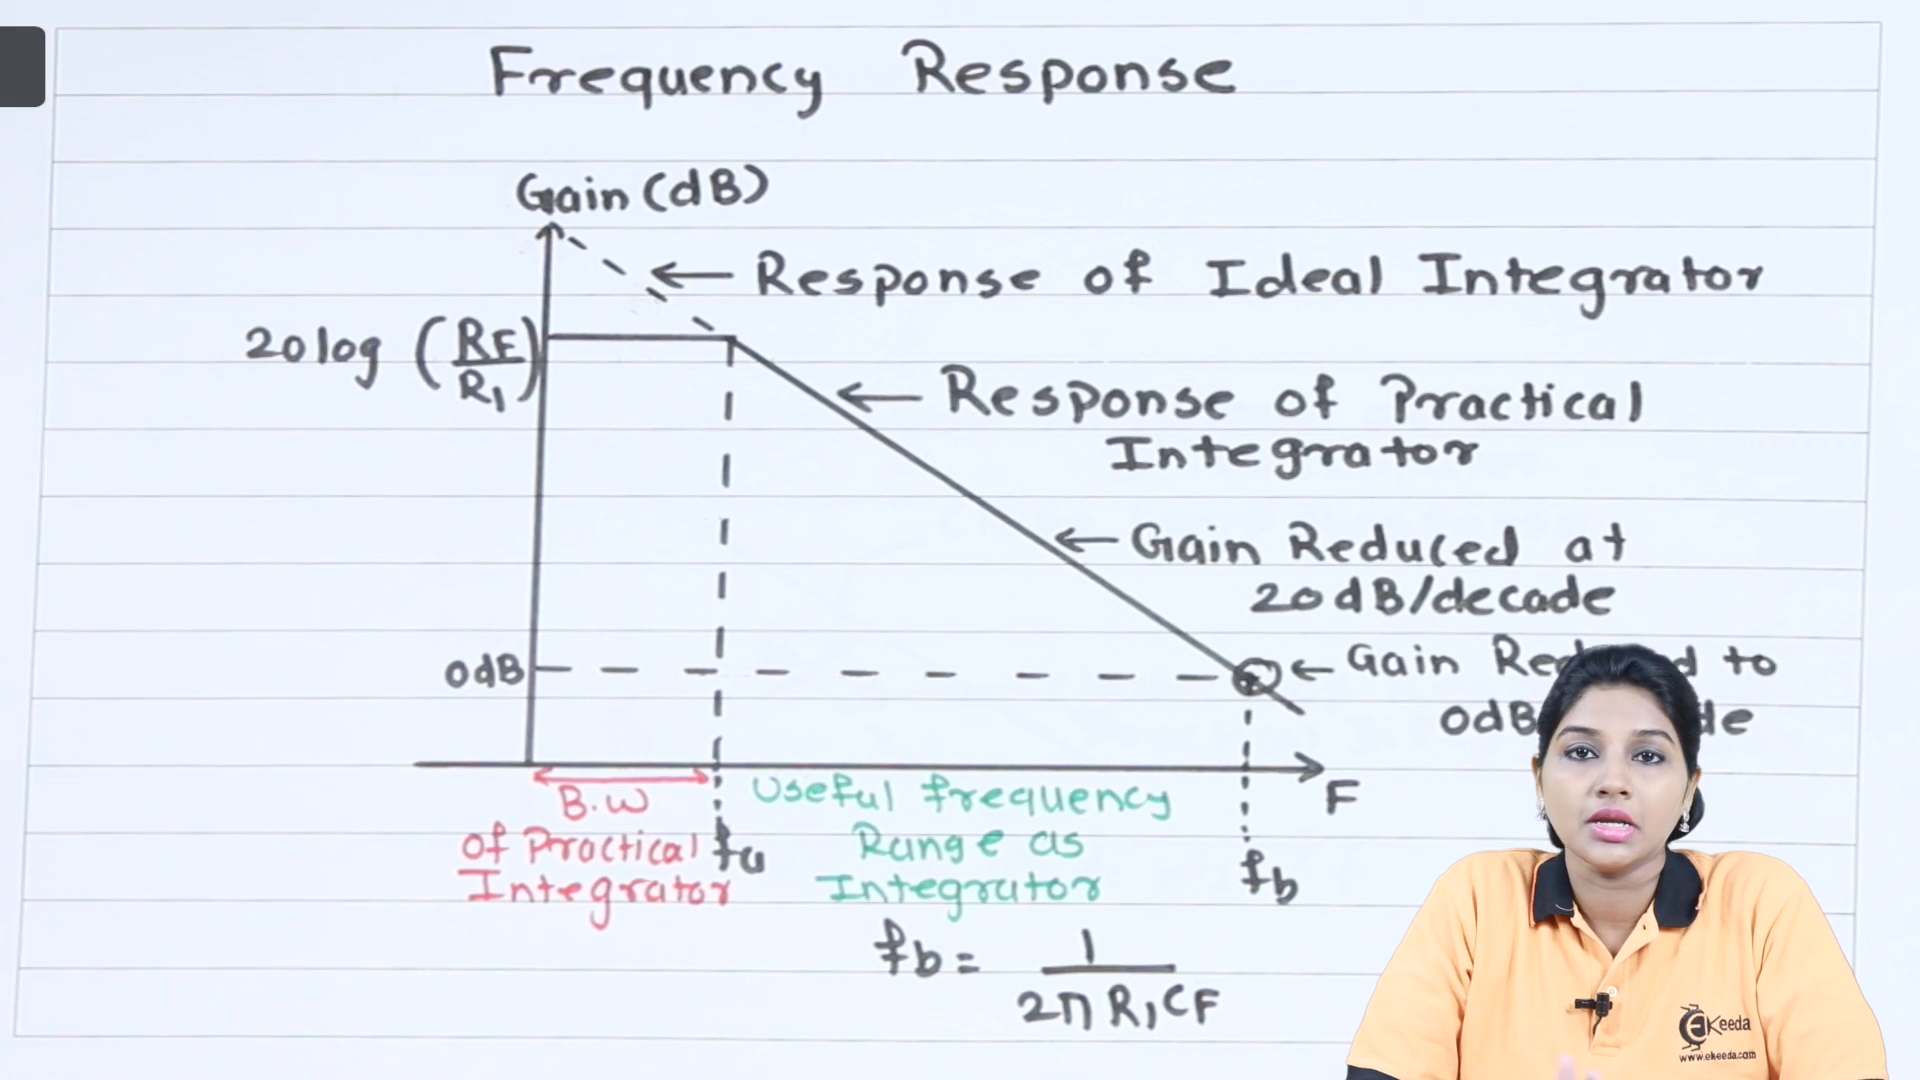 Frequency Response
Gain (dB)
← Response of Ideal Integrator
20log (RF/R1)
← Response of Practical
Integrator
← Gain Reduced at
20dB/decade
0dB
← Gain to
0dB
B.W
Of Practical
Integrator
fa
Useful frequency
Range as
Integrator
F
fb
fb = 1/2π R1CF
EKeeda
www.ekeeda.com